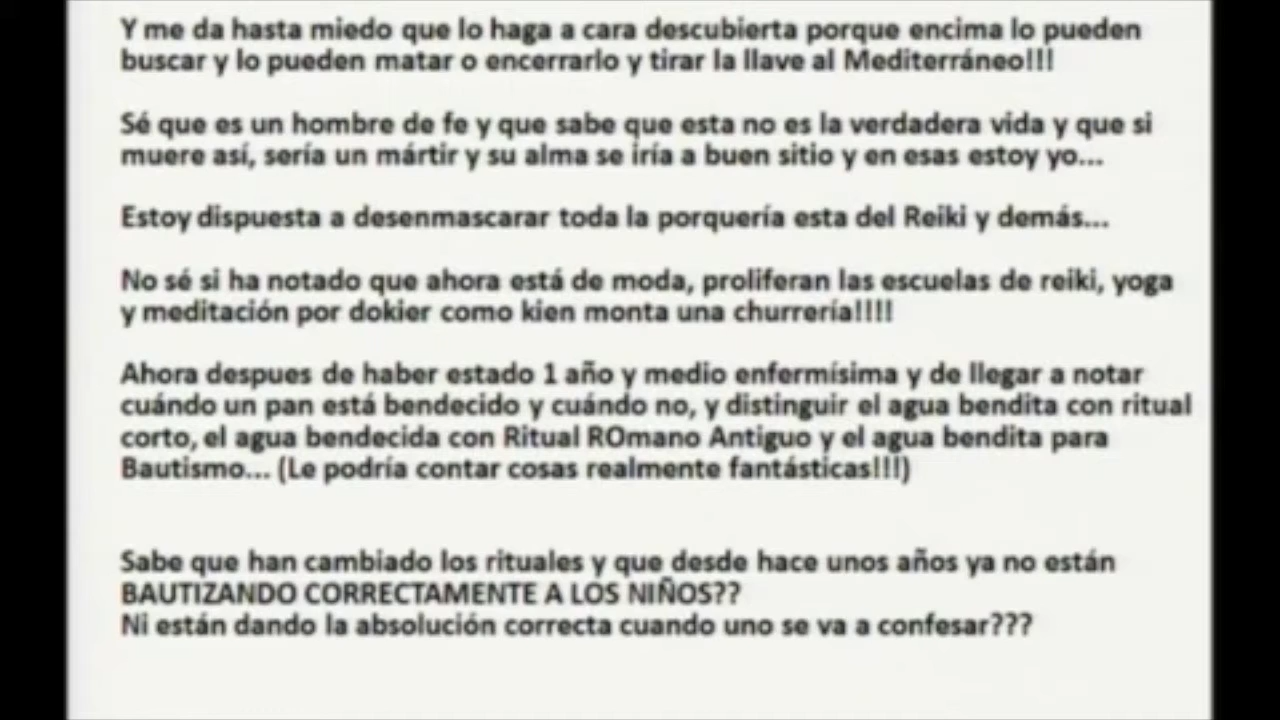 Y me da hasta miedo que lo haga a cara descubierta porque encima lo pueden
buscar y lo pueden matar o encerrarlo y tirar la llave al Mediterráneo!!!
Sé que es un hombre de fe y que sabe que esta no es la verdadera vida y que si
muere así, sería un mártir y su alma se iría a buen sitio y en esas estoy yo...
Estoy dispuesta a desenmascarar toda la porquería esta del Reiki y demás...
No sé si ha notado que ahora está de moda, proliferan las escuelas de reiki, yoga
y meditación por dokier como kien monta una churrería!!!!
Ahora despues de haber estado 1 año y medio enfermísima y de llegar a notar
cuándo un pan está bendecido y cuándo no, y distinguir el agua bendita con ritual
corto, el agua bendecida con Ritual ROmano Antiguo y el agua bendita para
Bautismo... (Le podría contar cosas realmente fantásticas!!!)
Sabe que han cambiado los rituales y que desde hace unos años ya no están
BAUTIZANDO CORRECTAMENTE A LOS NIÑOS??
Ni están dando la absolución correcta cuando uno se va a confesar???